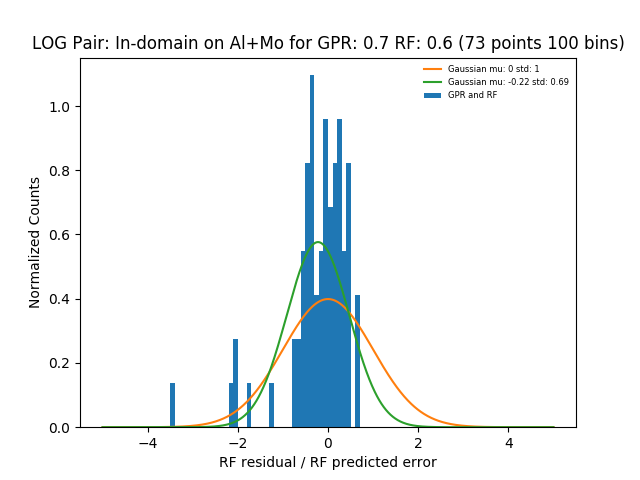 LOG Pair: In-domain on Al+Mo for GPR: 0.7 RF: 0.6 (73 points 100 bins)
Gaussian mu: 0 std: 1
Gaussian mu: -0.22 std: 0.69
GPR and RF
Normalized Counts
1.0
0.8
0.6
0.4
0.2
0.0
−4 −2 0 2 4
RF residual / RF predicted error